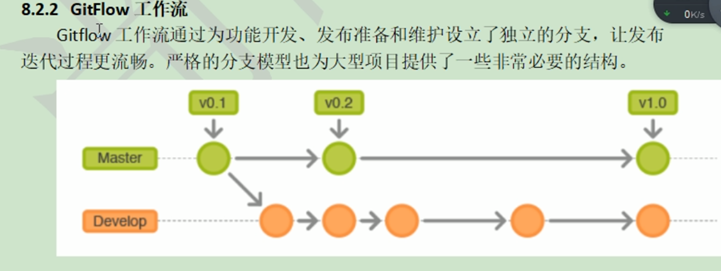 8.2.2 GitFlow 工作流
0K/s
Gitflow 工作流通过为功能开发、发布准备和维护设立了独立的分支，让发布
迭代过程更流畅。严格的分支模型也为大型项目提供了一些非常必要的结构。
v0.1 v0.2 v1.0
Master
Develop